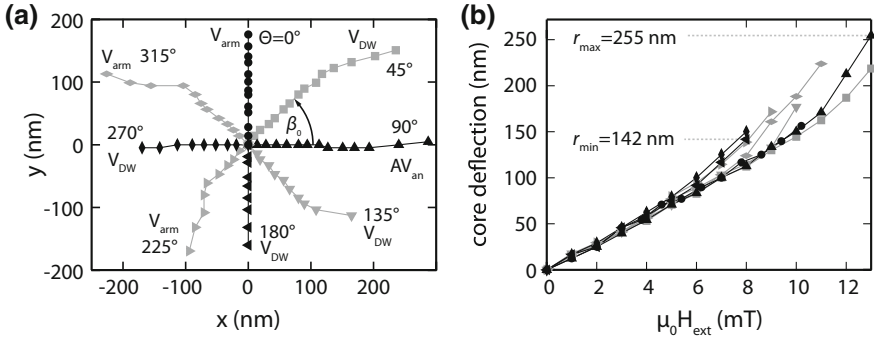 (a)
V_arm 315°
V_arm Θ=0°
V_DW
45°
β_0
270°
V_DW
90°
AV_an
V_arm
225°
180°
V_DW
135°
V_DW
200
100
0
-100
-200
y (nm)
-200 -100 0 100 200
x (nm)
(b)
r_max=255 nm
r_min=142 nm
250
200
150
100
50
0
core deflection (nm)
0 2 4 6 8 10 12
μ_0H_ext (mT)